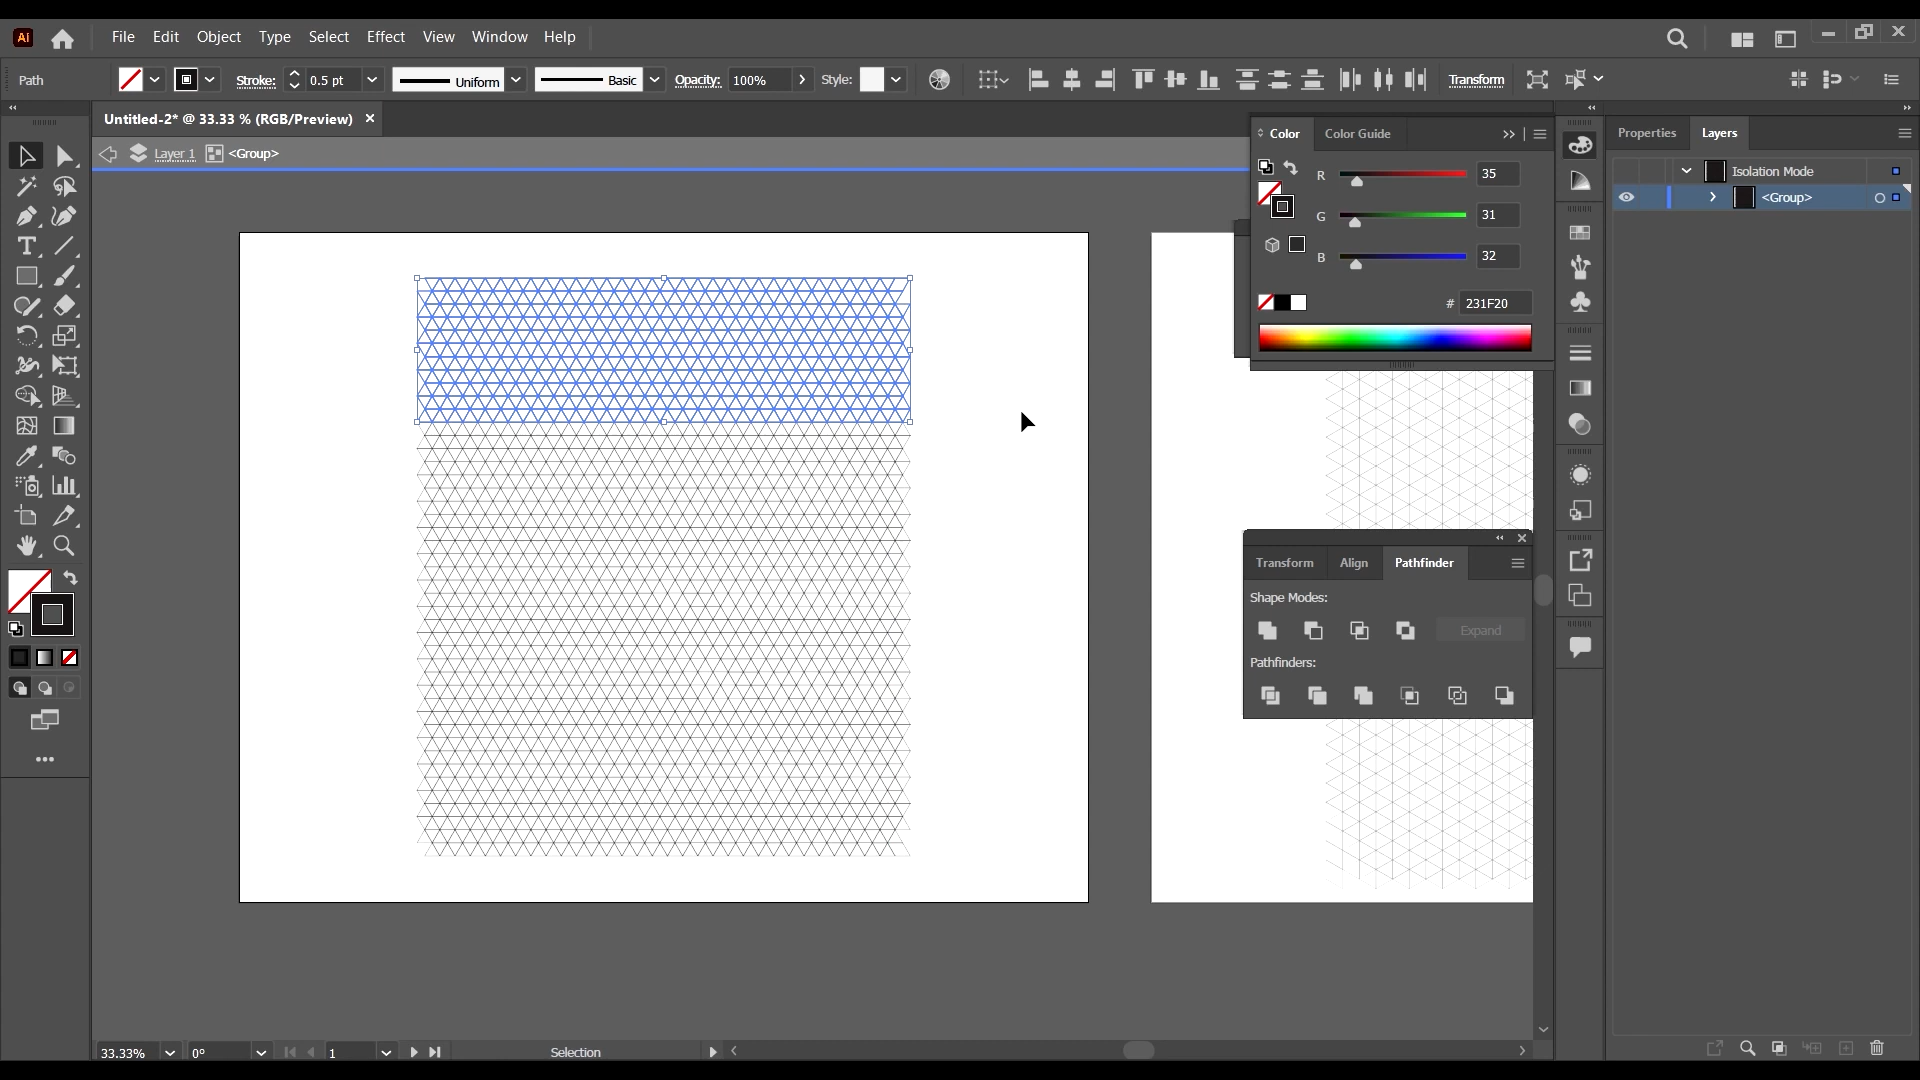 Ai File Edit Object Type Select Effect View Window Help
Path Stroke: 0.5 pt Uniform Basic Opacity: 100% Style: Transform
Untitled-2* @ 33.33 % (RGB/Preview)
Layer 1 <Group>
Color Color Guide
R 35
G 31
B 32
# 231F20
Properties Layers
Isolation Mode
<Group>
Transform Align Pathfinder
Shape Modes:
Expand
Pathfinders:
33.33% 0° 1 Selection